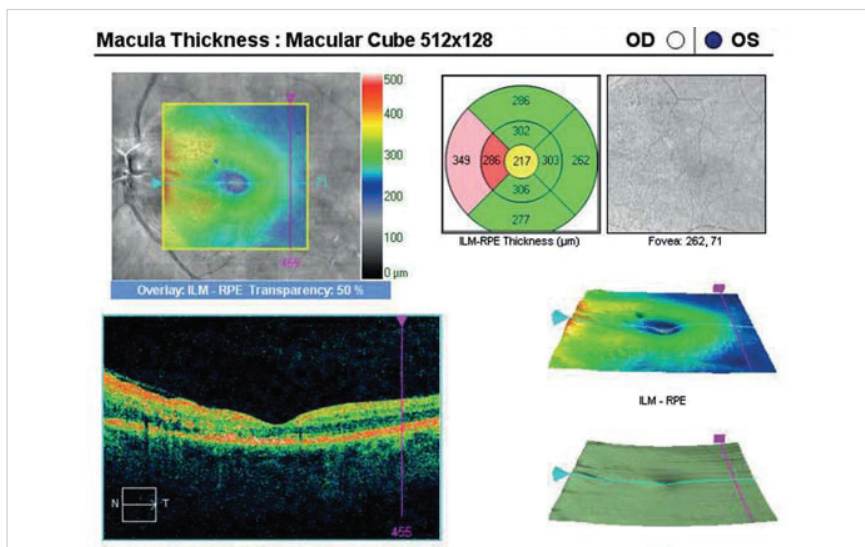 Macula Thickness : Macular Cube 512x128 OD OS
500
400
300
200
100
0 µm
455
Overlay: ILM - RPE Transparency: 50 %
286
302
349 286 217 303 262
306
277
ILM-RPE Thickness (µm)
Fovea: 262, 71
ILM - RPE
N T
455